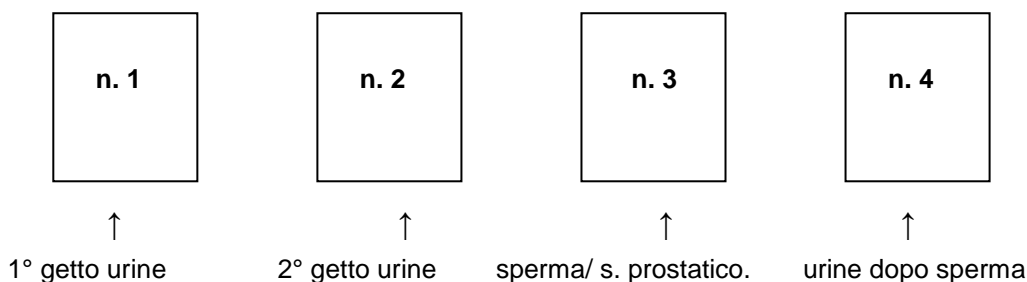 n. 1 n. 2 n. 3 n. 4
↑ ↑ ↑ ↑
1° getto urine 2° getto urine sperma/ s. prostatico. urine dopo sperma